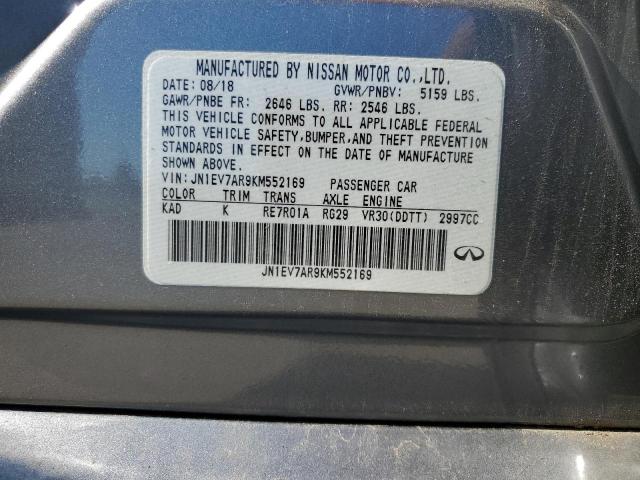 MANUFACTURED BY NISSAN MOTOR CO.,LTD.
DATE: 08/18 GVWR/PNBV: 5159 LBS.
GAWR/PNBE FR: 2646 LBS. RR: 2546 LBS.
THIS VEHICLE CONFORMS TO ALL APPLICABLE FEDERAL
MOTOR VEHICLE SAFETY,BUMPER,AND THEFT PREVENTION
STANDARDS IN EFFECT ON THE DATE OF MANUFACTURE
SHOWN ABOVE.
VIN:JN1EV7AR9KM552169 PASSENGER CAR
COLOR TRIM TRANS AXLE ENGINE
KAD K RE7R01A RG29 VR30(DDTT) 2997CC
JN1EV7AR9KM552169